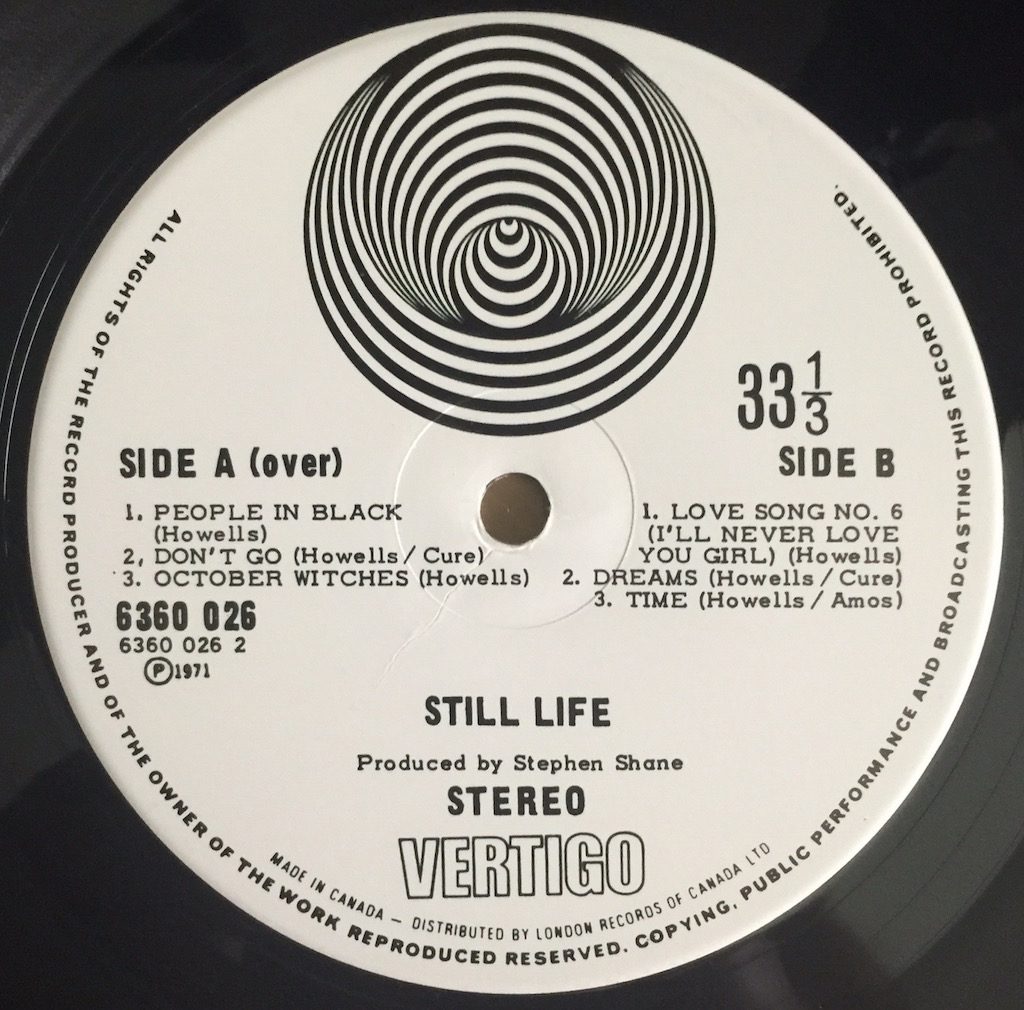 33 1/3
SIDE A (over)
1. PEOPLE IN BLACK
(Howells)
2, DON'T GO (Howells/Cure)
3. OCTOBER WITCHES (Howells)
6360 026
6360 026 2
Ⓟ1971
SIDE B
1. LOVE SONG NO. 6
(I'LL NEVER LOVE
YOU GIRL) (Howells)
2. DREAMS (Howells/Cure)
3. TIME (Howells/Amos)
STILL LIFE
Produced by Stephen Shane
STEREO
VERTIGO
MADE IN CANADA — DISTRIBUTED BY LONDON RECORDS OF CANADA LTD
ALL RIGHTS OF THE RECORD PRODUCER AND OF THE OWNER OF THE WORK REPRODUCED RESERVED. COPYING, PUBLIC PERFORMANCE AND BROADCASTING THIS RECORD PROHIBITED.